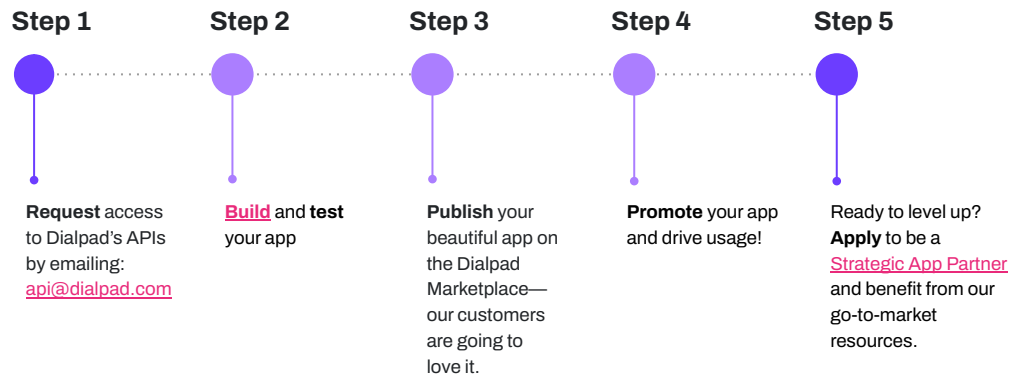 Step 1
Step 2
Step 3
Step 4
Step 5
Request access
to Dialpad’s APIs
by emailing:
api@dialpad.com
Build and test
your app
Publish your
beautiful app on
the Dialpad
Marketplace—
our customers
are going to
love it.
Promote your app
and drive usage!
Ready to level up?
Apply to be a
Strategic App Partner
and benefit from our
go-to-market
resources.